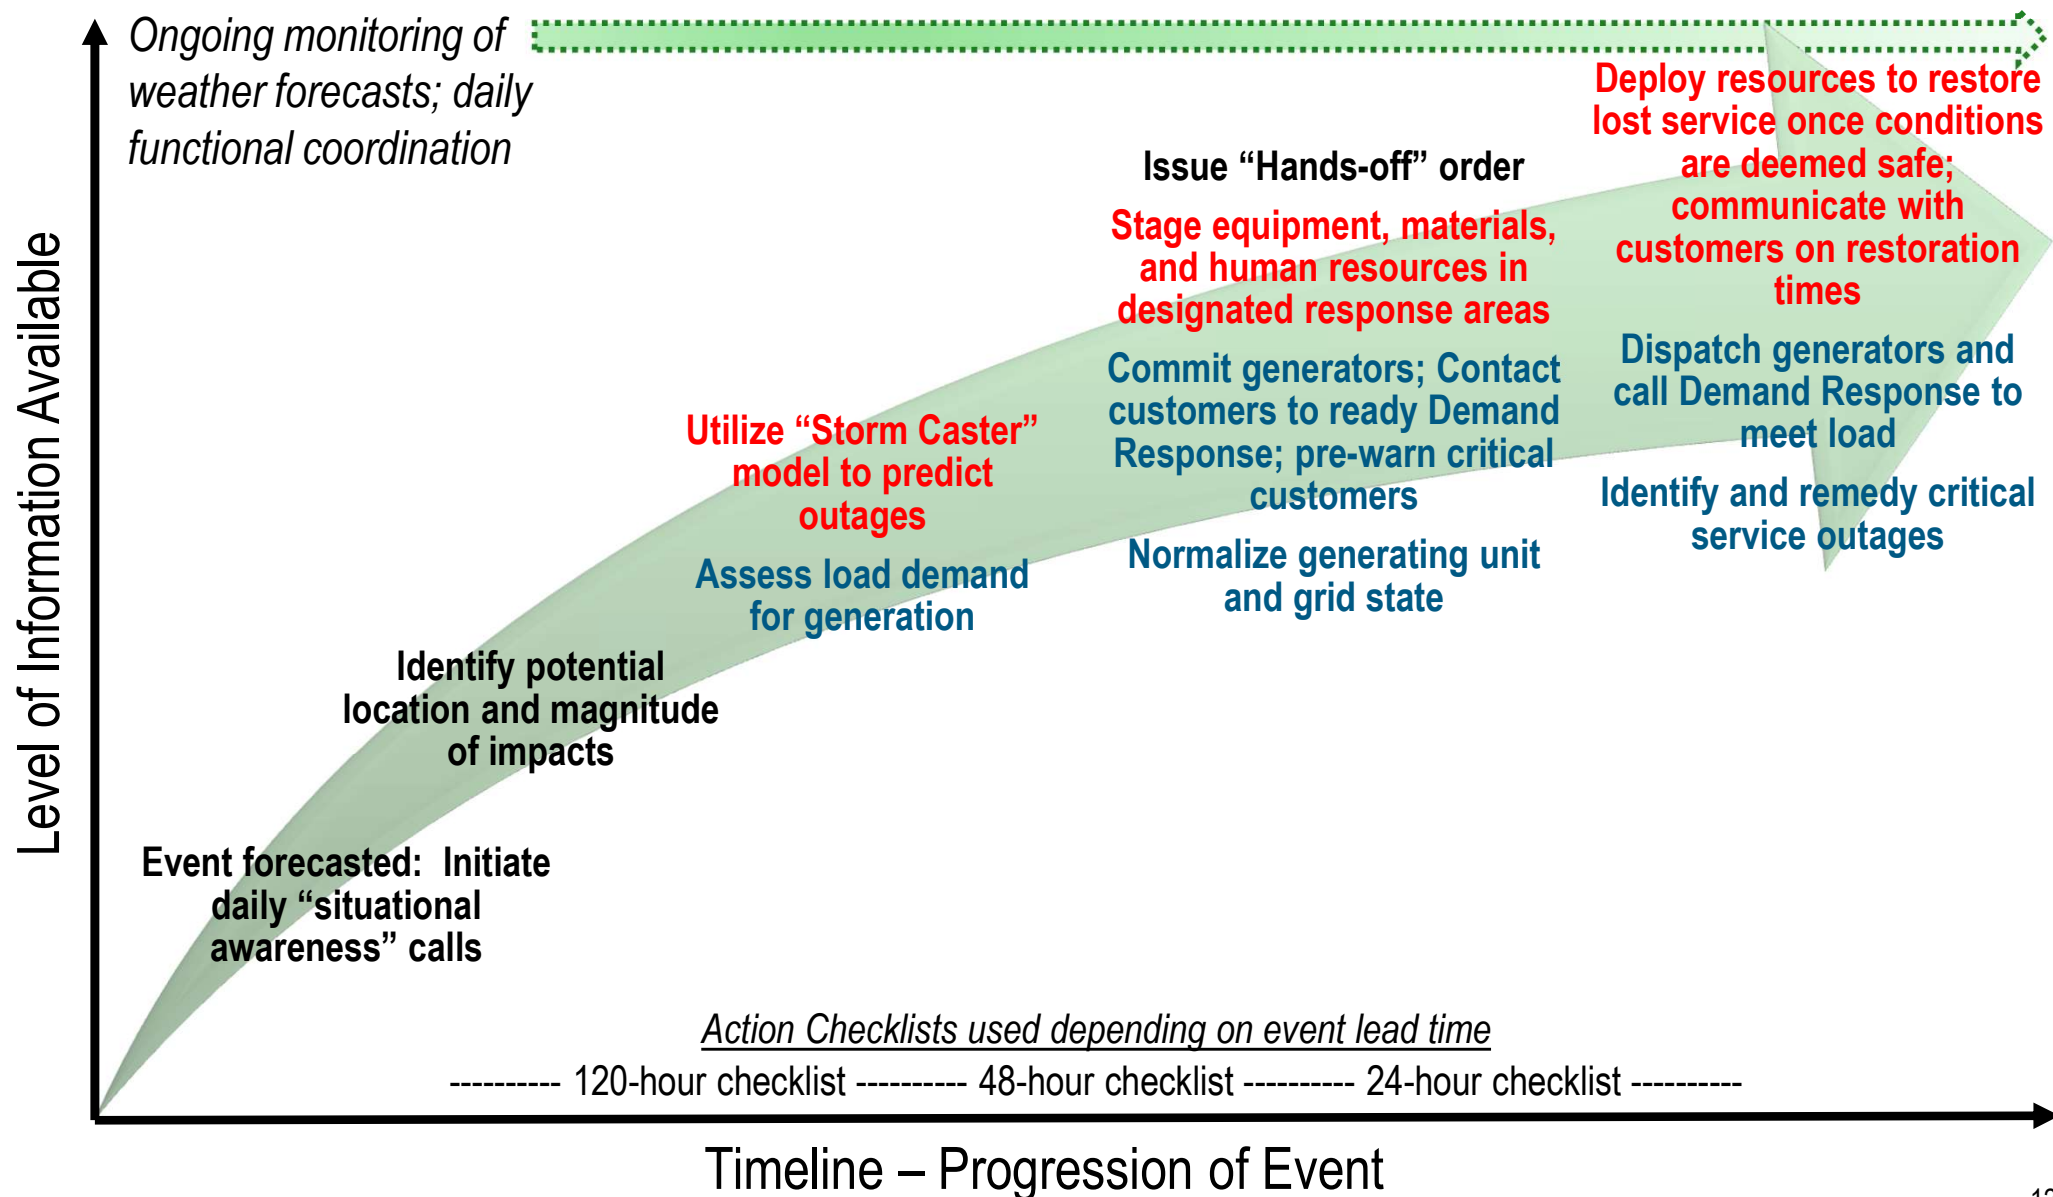 Ongoing monitoring of
weather forecasts; daily
functional coordination
Level of Information Available
Event forecasted:  Initiate
daily “situational
awareness” calls
Identify potential
location and magnitude
of impacts
Utilize “Storm Caster”
model to predict
outages
Assess load demand
for generation
Issue “Hands-off” order
Stage equipment, materials,
and human resources in
designated response areas
Commit generators; Contact
customers to ready Demand
Response; pre-warn critical
customers
Normalize generating unit
and grid state
Deploy resources to restore
lost service once conditions
are deemed safe;
communicate with
customers on restoration
times
Dispatch generators and
call Demand Response to
meet load
Identify and remedy critical
service outages
Action Checklists used depending on event lead time
---------- 120-hour checklist ---------- 48-hour checklist ---------- 24-hour checklist ----------
Timeline – Progression of Event